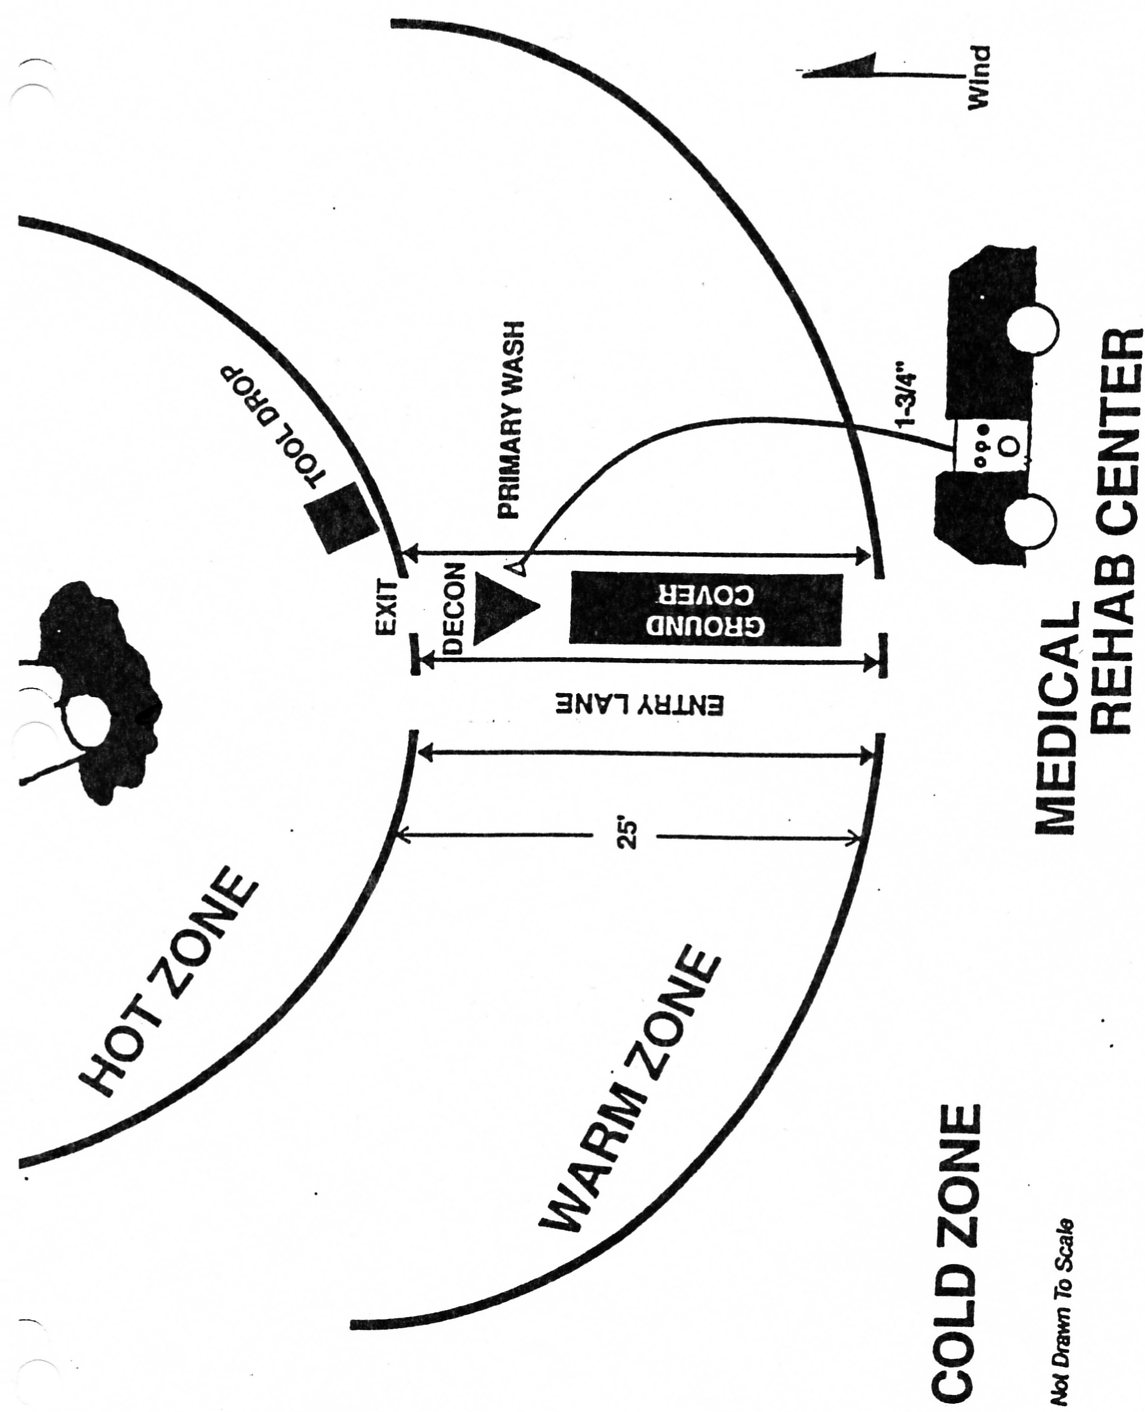 HOT ZONE
TOOL DROP
EXIT
DECON
PRIMARY WASH
GROUND
COVER
ENTRY LANE
25'
WARM ZONE
1-3/4"
Wind
MEDICAL
REHAB CENTER
COLD ZONE
Not Drawn To Scale